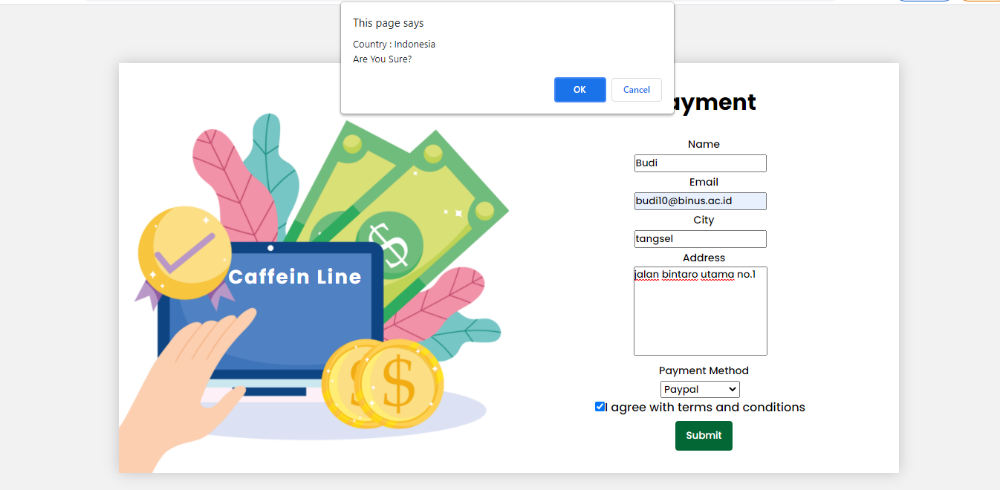 This page says
Country : Indonesia
Are You Sure?
OK
Cancel
ayment
Name
Budi
Email
budi10@binus.ac.id
City
tangsel
Address
jalan bintaro utama no.1
Payment Method
Paypal
I agree with terms and conditions
Submit
Caffein Line
$
$